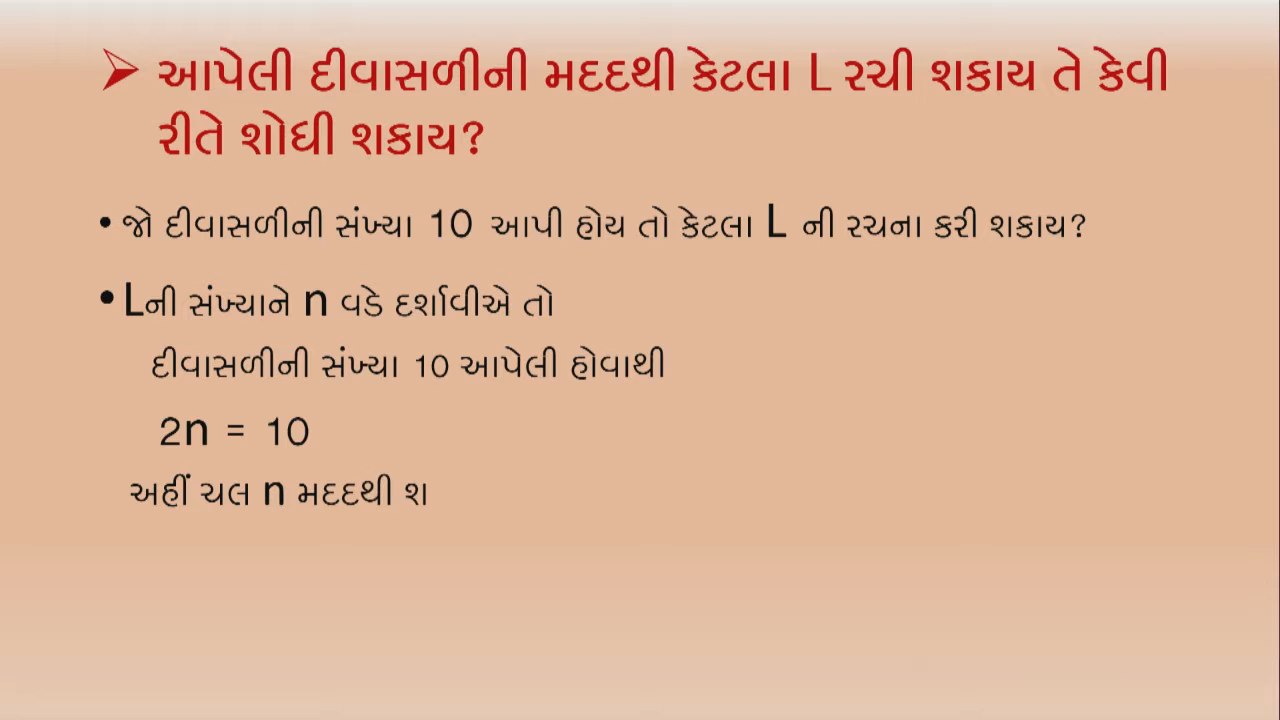 ➢ આપેલી દીવાસળીની મદદથી કેટલા L રચી શકાય તે કેવી
રીતે શોધી શકાય?
• જો દીવાસળીની સંખ્યા 10 આપી હોય તો કેટલા L ની રચના કરી શકાય?
• Lની સંખ્યાને n વડે દર્શાવીએ તો
દીવાસળીની સંખ્યા 10 આપેલી હોવાથી
2n = 10
અહીં ચલ n મદદથી શ